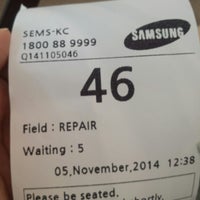 SEMS-KC
1800 88 9999
Q141105046
SAMSUNG
46
Field : REPAIR
Waiting : 5
05,November,2014 12:38
Please be seated.
shortly.